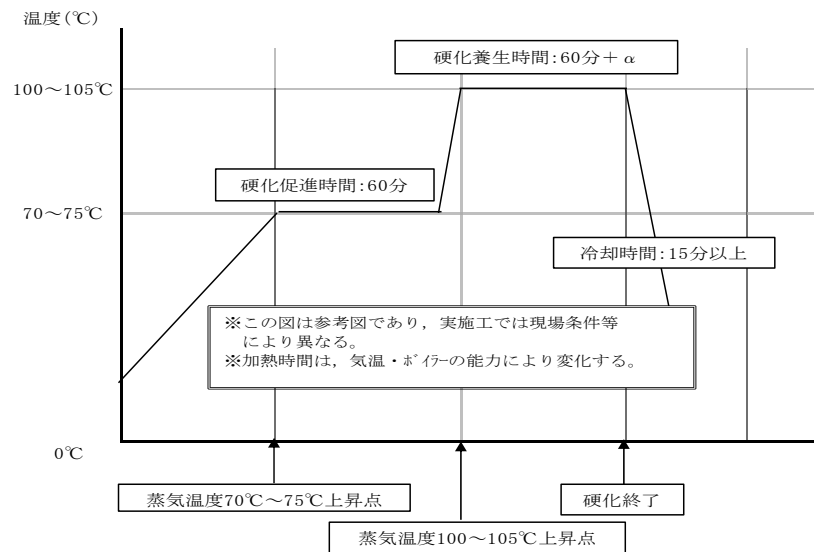 温度(℃)
硬化養生時間:60分+α
100~105℃
硬化促進時間:60分
70~75℃
冷却時間:15分以上
※この図は参考図であり，実施工では現場条件等
により異なる。
※加熱時間は，気温・ﾎﾞｲﾗｰの能力により変化する。
0℃
蒸気温度70℃~75℃上昇点
硬化終了
蒸気温度100~105℃上昇点